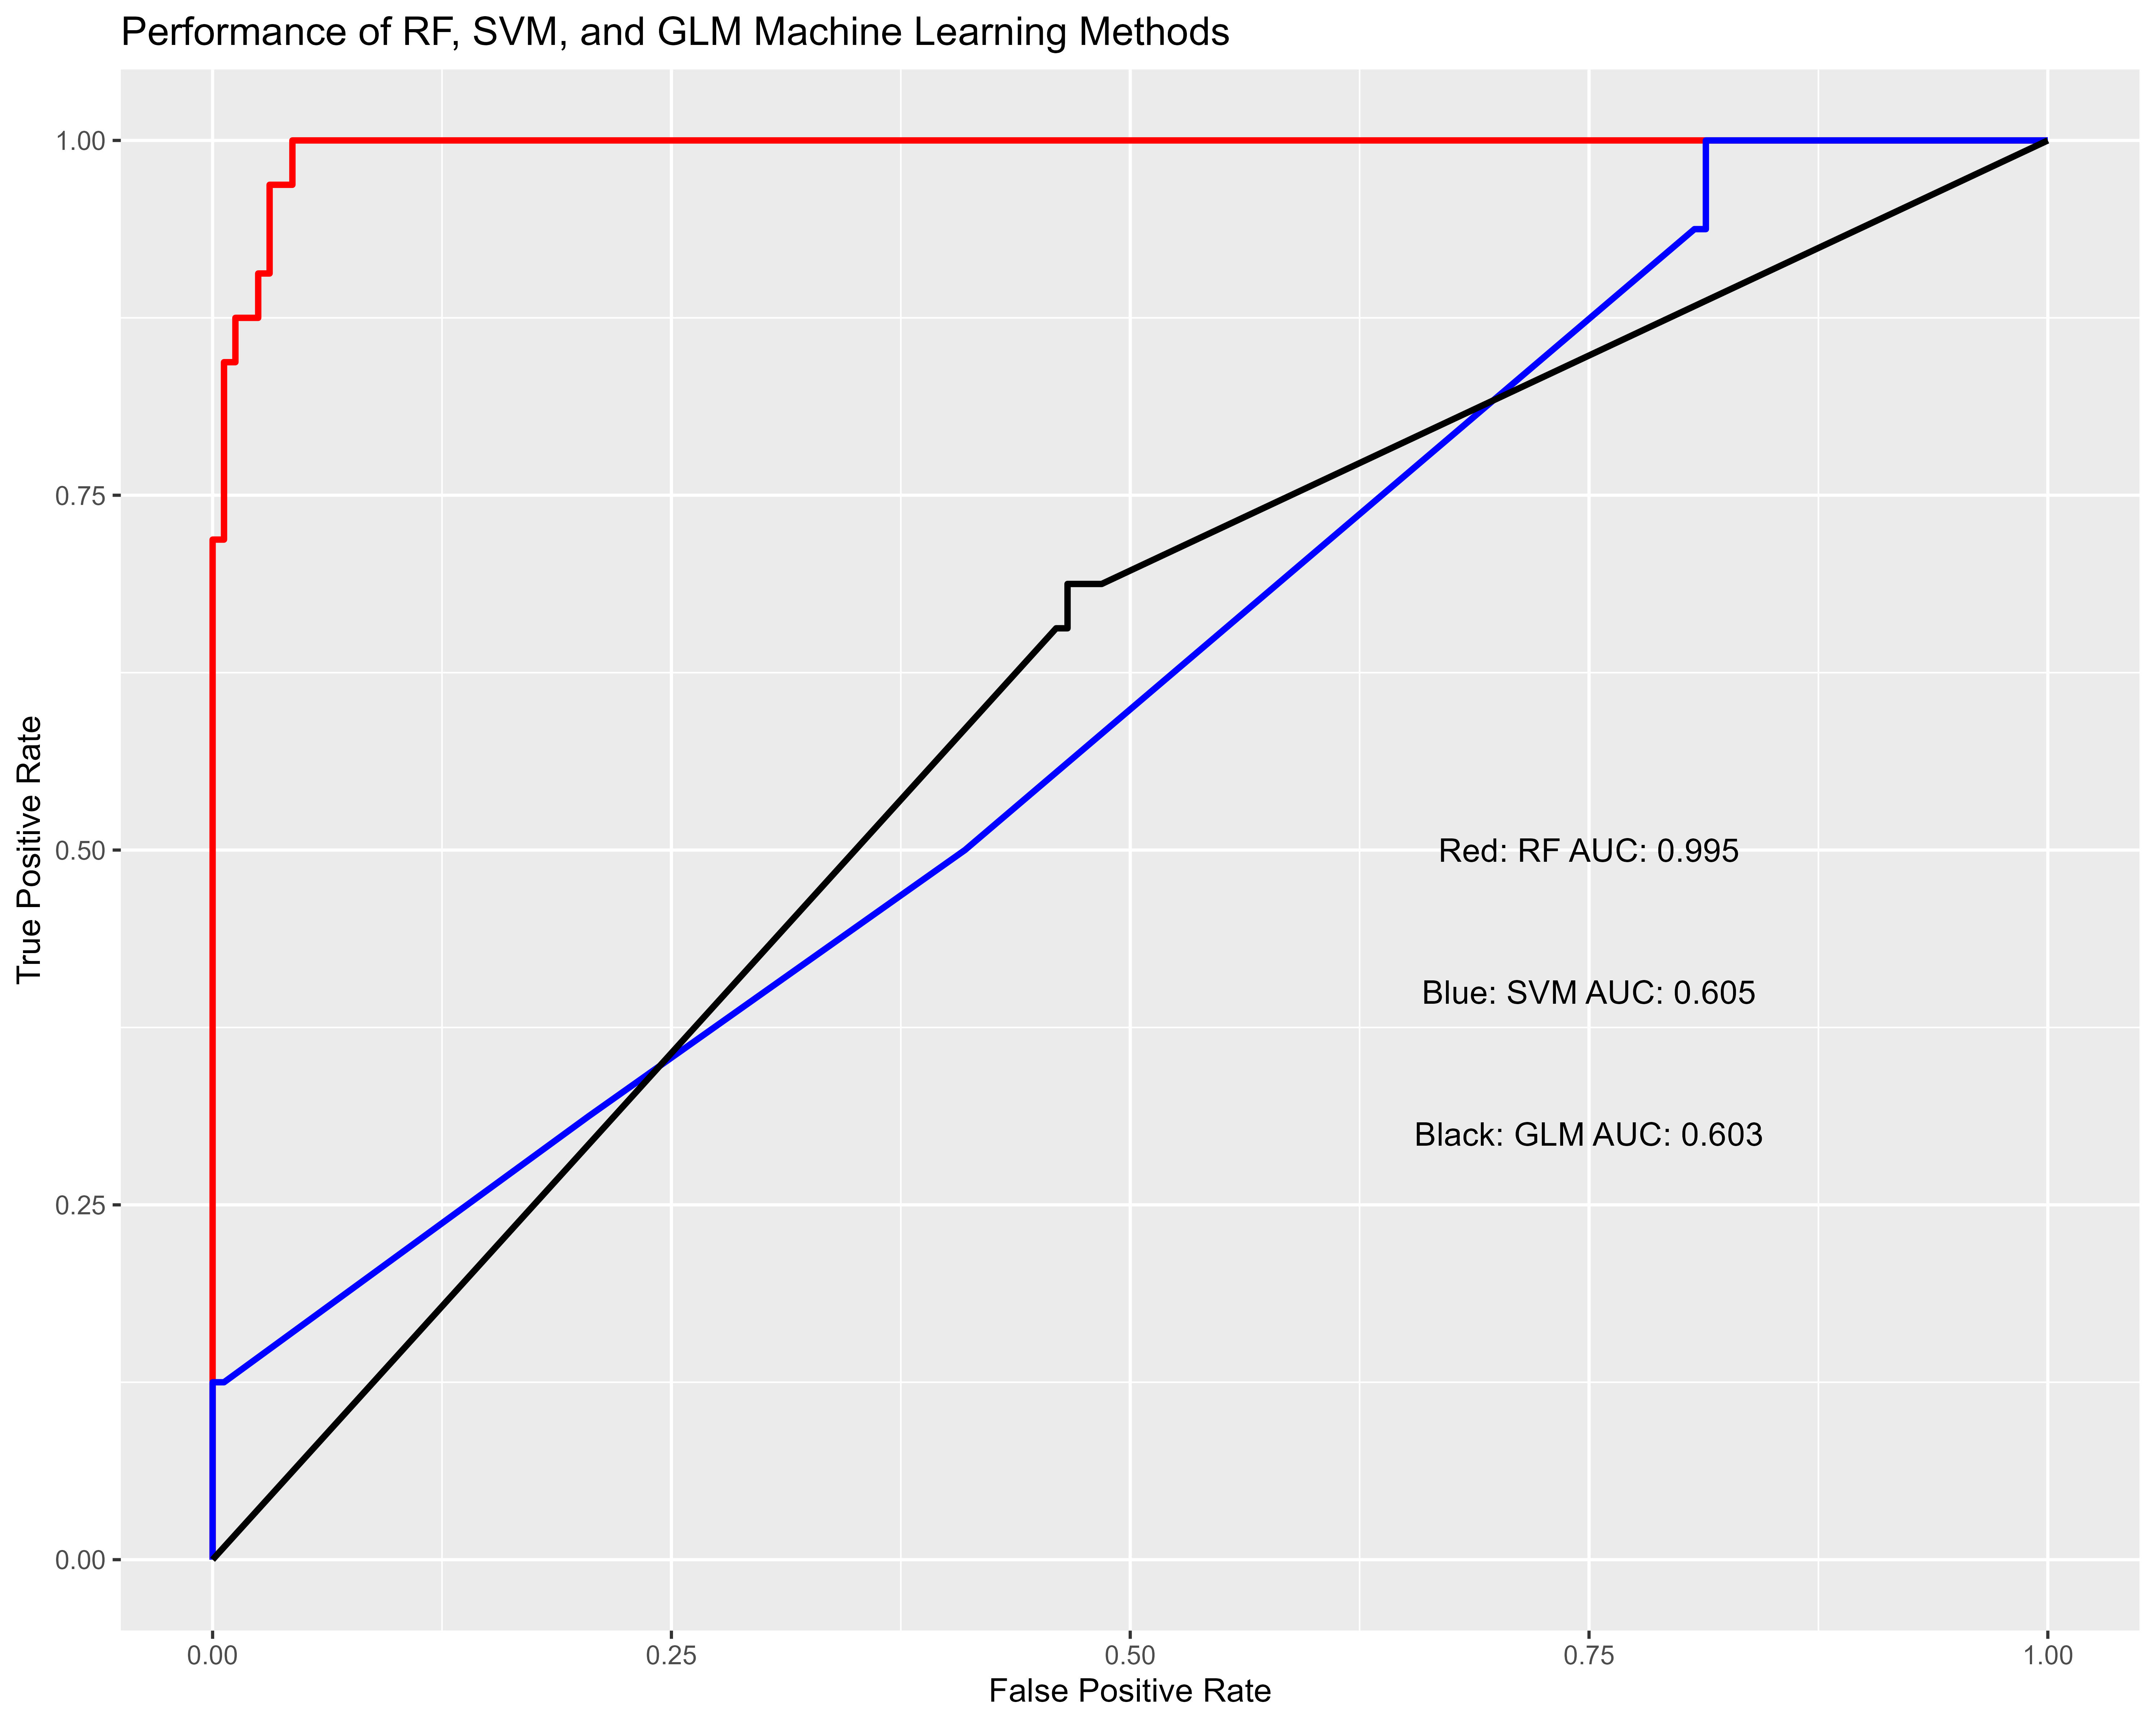 Performance of RF, SVM, and GLM Machine Learning Methods
True Positive Rate
1.00
0.75
0.50
0.25
0.00
Red: RF AUC: 0.995
Blue: SVM AUC: 0.605
Black: GLM AUC: 0.603
0.00 0.25 0.50 0.75 1.00
False Positive Rate